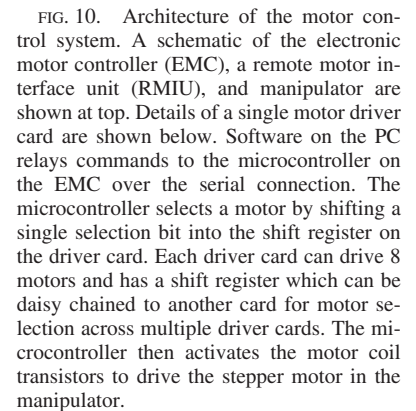 FIG. 10. Architecture of the motor con-
trol system. A schematic of the electronic
motor controller (EMC), a remote motor in-
terface unit (RMIU), and manipulator are
shown at top. Details of a single motor driver
card are shown below. Software on the PC
relays commands to the microcontroller on
the EMC over the serial connection. The
microcontroller selects a motor by shifting a
single selection bit into the shift register on
the driver card. Each driver card can drive 8
motors and has a shift register which can be
daisy chained to another card for motor se-
lection across multiple driver cards. The mi-
crocontroller then activates the motor coil
transistors to drive the stepper motor in the
manipulator.